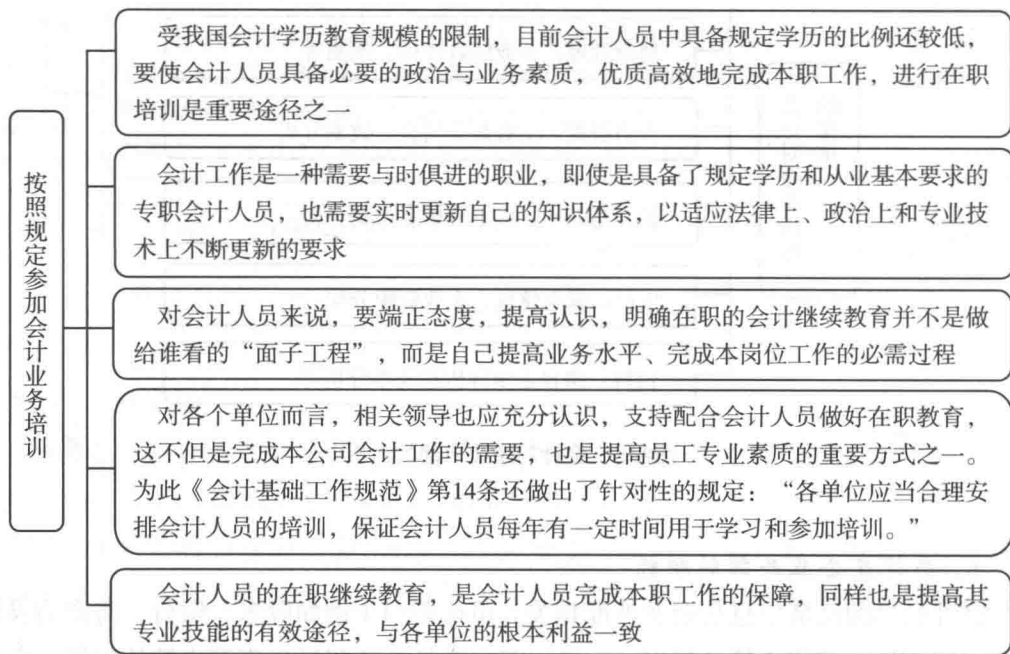 按照规定参加会计业务培训
受我国会计学历教育规模的限制，目前会计人员中具备规定学历的比例还较低，
要使会计人员具备必要的政治与业务素质，优质高效地完成本职工作，进行在职
培训是重要途径之一
会计工作是一种需要与时俱进的职业，即使是具备了规定学历和从业基本要求的
专职会计人员，也需要实时更新自己的知识体系，以适应法律上、政治上和专业技
术上不断更新的要求
对会计人员来说，要端正态度，提高认识，明确在职的会计继续教育并不是做
给谁看的“面子工程”，而是自己提高业务水平、完成本岗位工作的必需过程
对各个单位而言，相关领导也应充分认识，支持配合会计人员做好在职教育，
这不但是完成本公司会计工作的需要，也是提高员工专业素质的重要方式之一。
为此《会计基础工作规范》第14条还做出了针对性的规定：“各单位应当合理安
排会计人员的培训，保证会计人员每年有一定时间用于学习和参加培训。”
会计人员的在职继续教育，是会计人员完成本职工作的保障，同样也是提高其
专业技能的有效途径，与各单位的根本利益一致